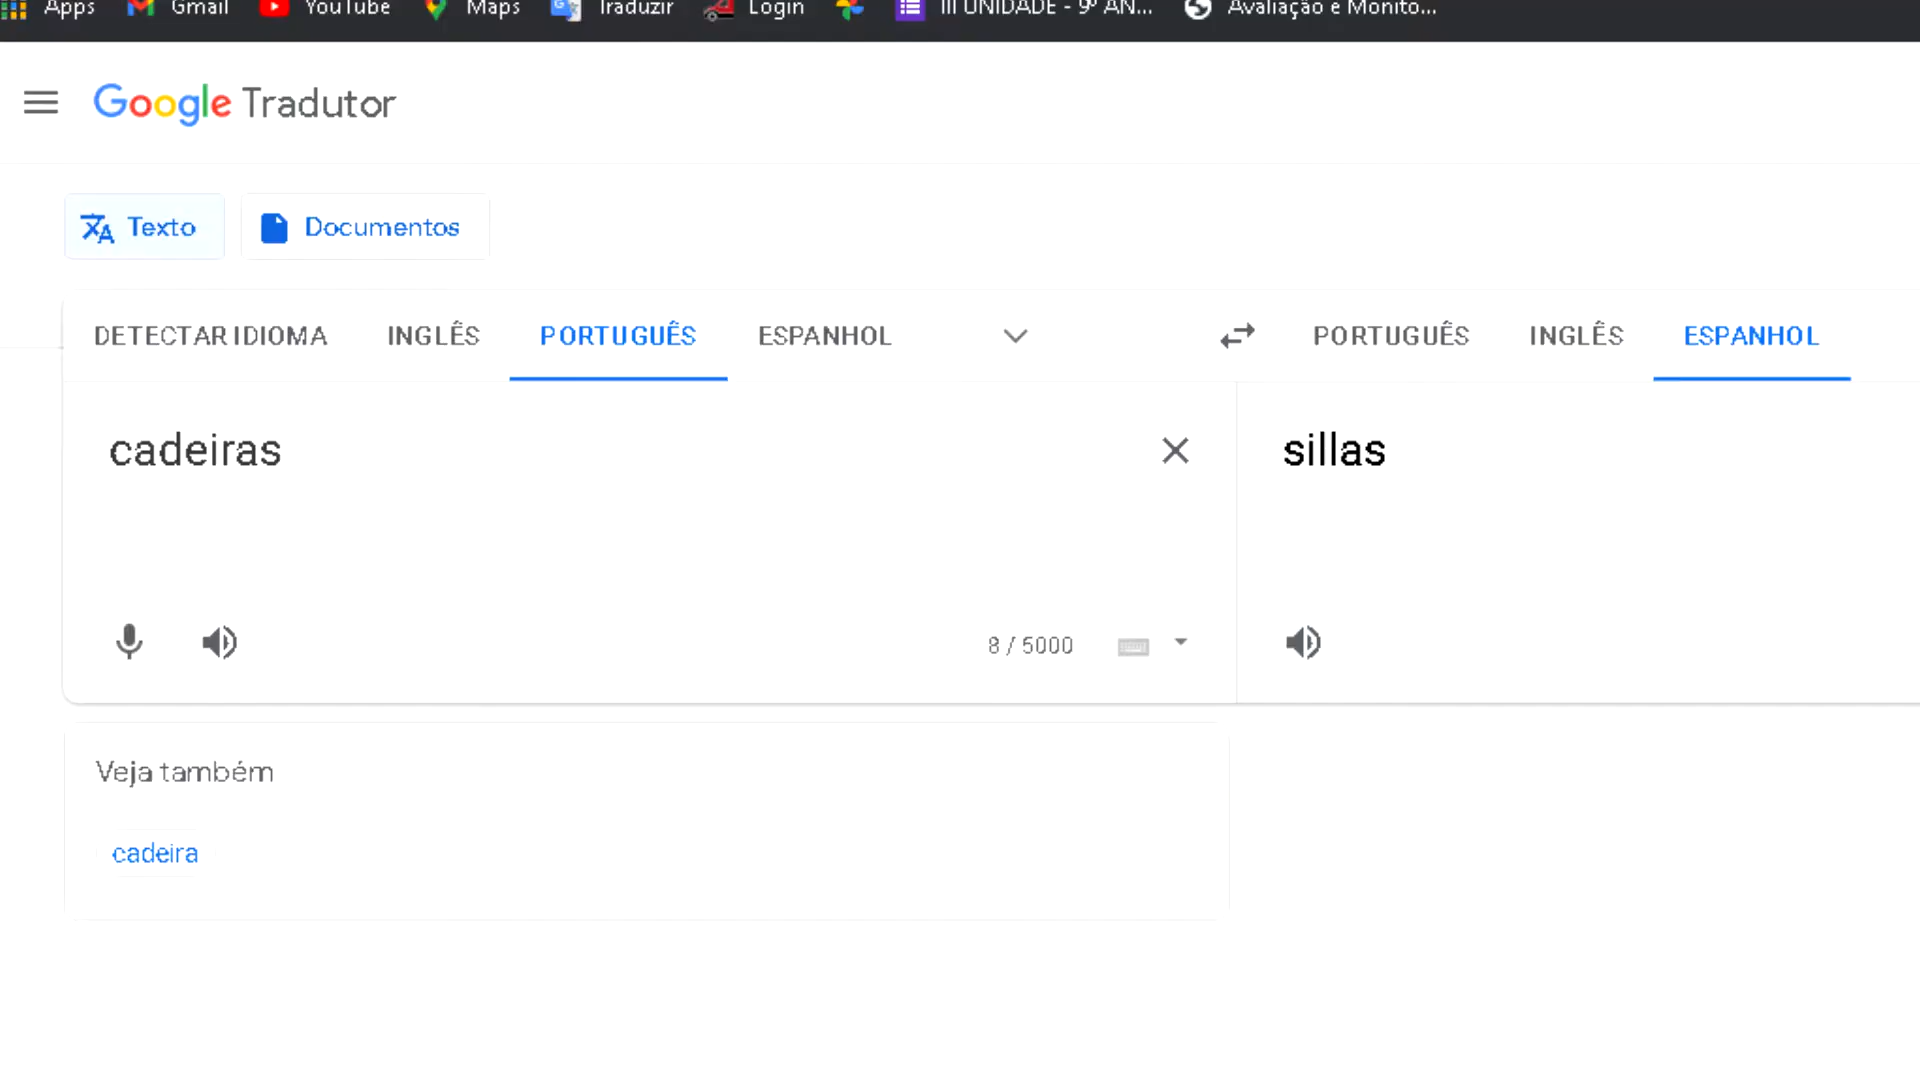 Apps Gmail YouTube Maps Traduzir Login III UNIDADE - 9º AN... Avaliação e Monito...
Google Tradutor
Texto Documentos
DETECTAR IDIOMA INGLÊS PORTUGUÊS ESPANHOL PORTUGUÊS INGLÊS ESPANHOL
cadeiras sillas
8 / 5000
Veja também
cadeira